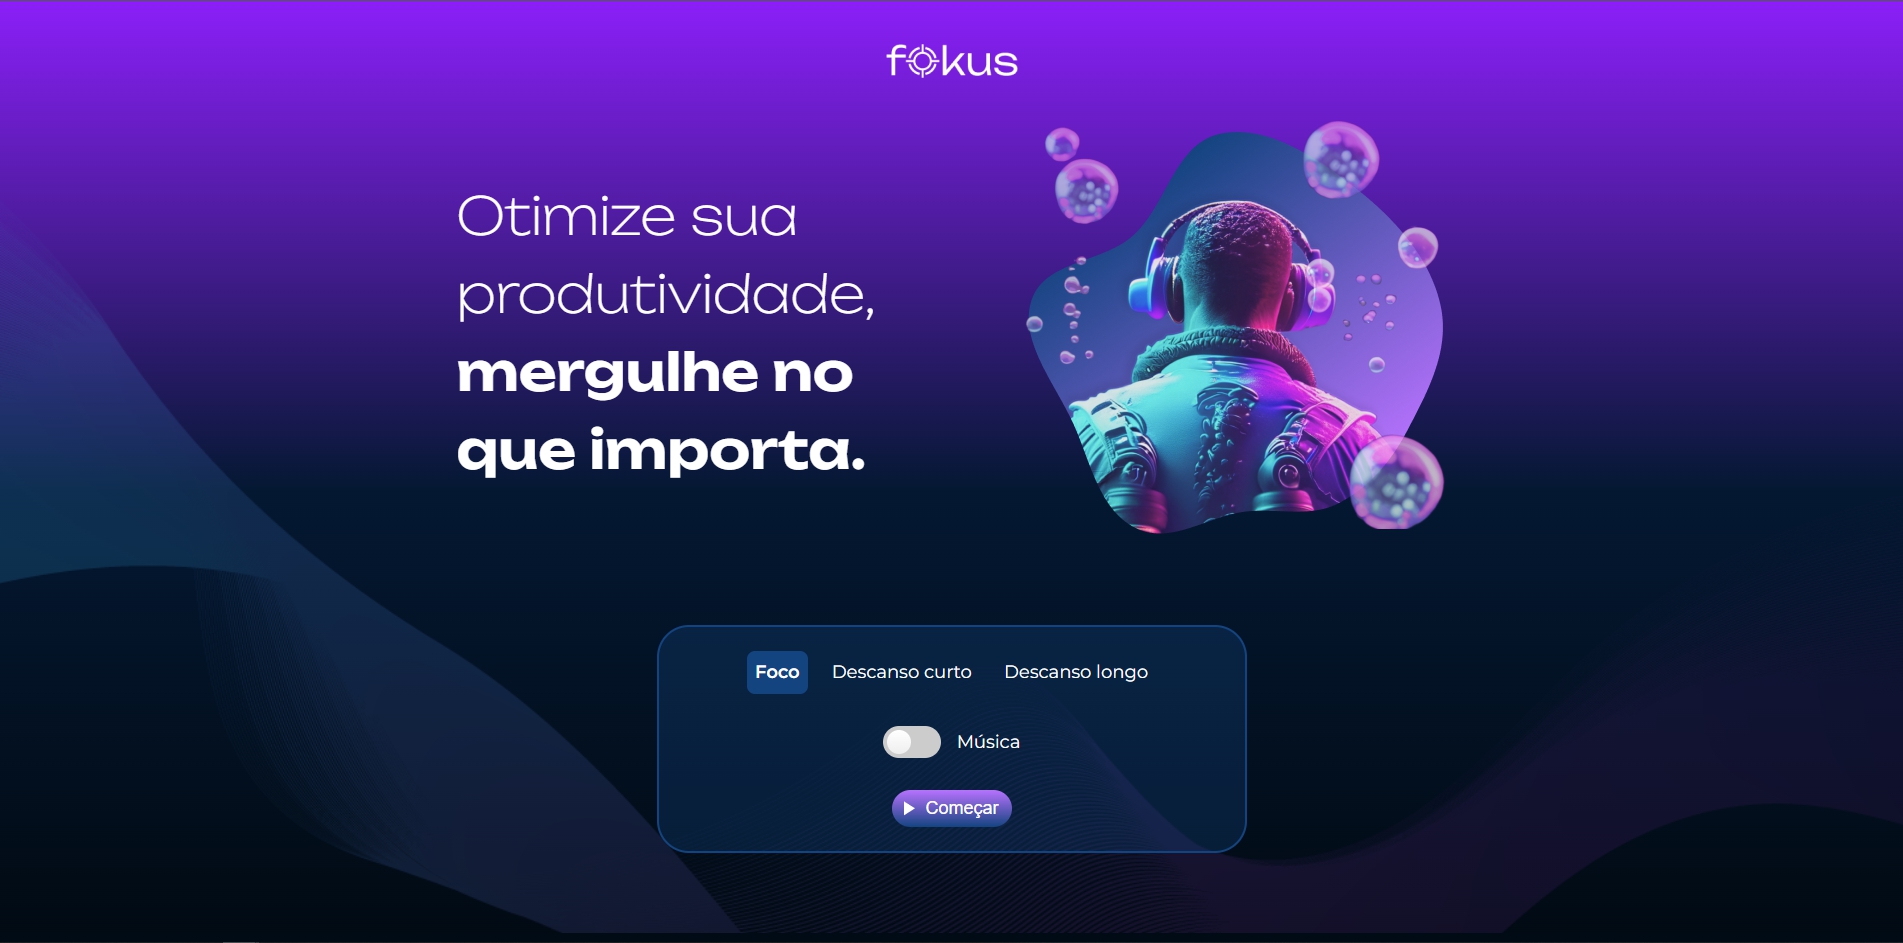 fokus
Otimize sua
produtividade,
mergulhe no
que importa.
Foco Descanso curto Descanso longo
Música
Começar